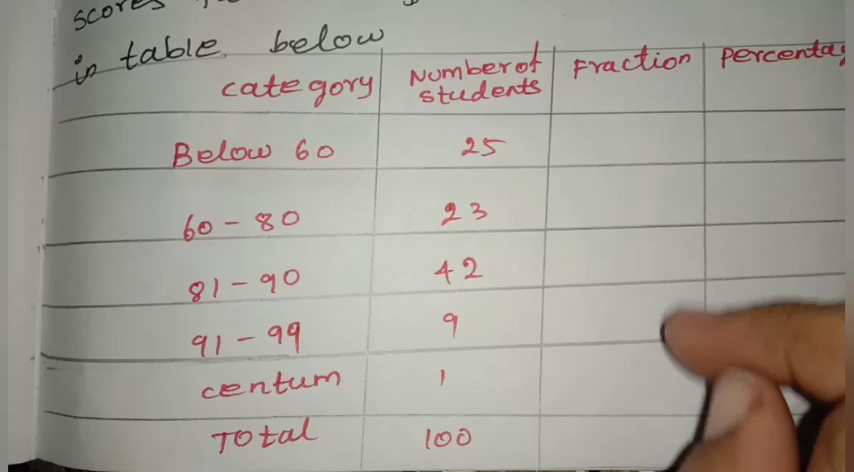 scores
in table below
category Number of students Fraction
Below 60 25
60 - 80 23
81 - 90 42
91 - 99 9
centum 1
Total 100